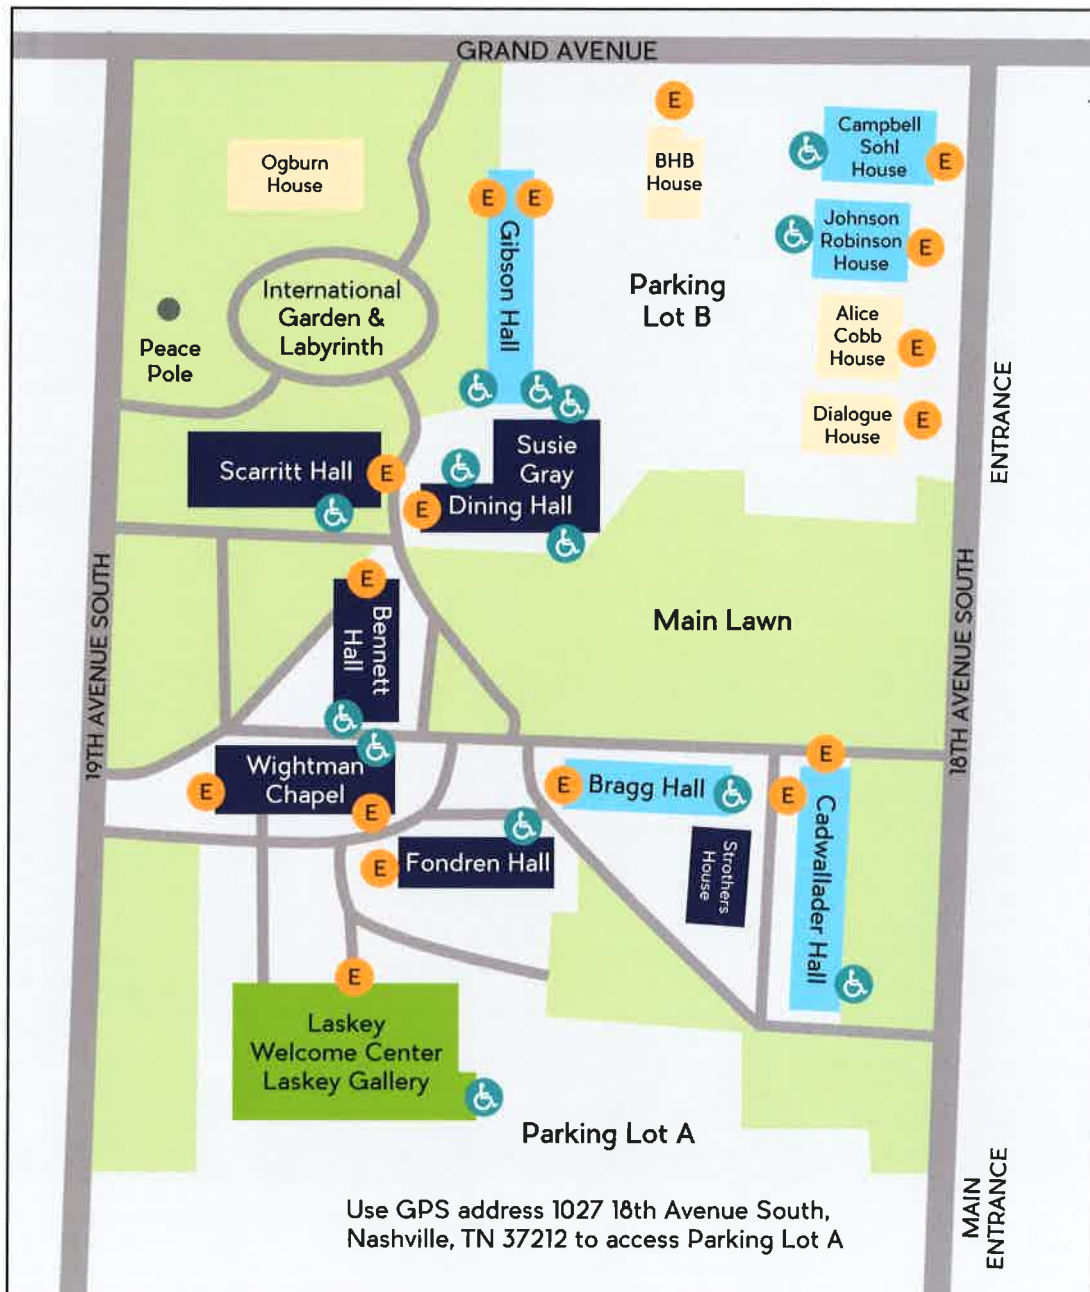 GRAND AVENUE
E
Campbell
Sohl
House
E
Ogburn
House
BHB
House
E
E
Gibson Hall
Johnson
Robinson
House
E
International
Garden &
Labyrinth
Parking
Lot B
Peace
Pole
Alice
Cobb
House
E
ENTRANCE
Dialogue
House
E
Scarritt Hall
E
Susie
Gray
Dining Hall
E
19TH AVENUE SOUTH
18TH AVENUE SOUTH
E
Bennett
Hall
Main Lawn
Wightman
Chapel
E
E
E
Bragg Hall
E
E
Cadwallader Hall
Strothers
House
E
Fondren Hall
E
Laskey
Welcome Center
Laskey Gallery
Parking Lot A
MAIN
ENTRANCE
Use GPS address 1027 18th Avenue South,
Nashville, TN 37212 to access Parking Lot A